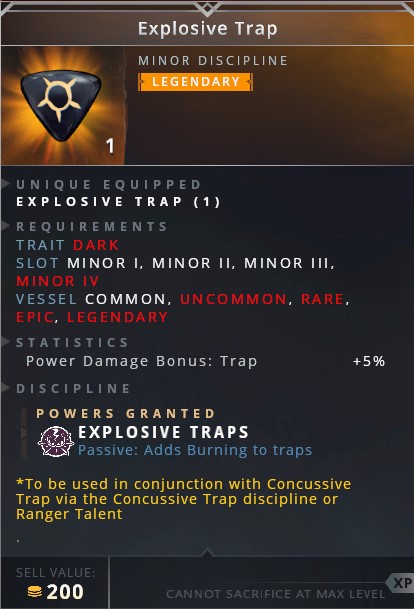 Explosive Trap
MINOR DISCIPLINE
LEGENDARY
1
UNIQUE EQUIPPED
EXPLOSIVE TRAP (1)
REQUIREMENTS
TRAIT DARK
SLOT MINOR I, MINOR II, MINOR III,
MINOR IV
VESSEL COMMON, UNCOMMON, RARE,
EPIC, LEGENDARY
STATISTICS
Power Damage Bonus: Trap +5%
DISCIPLINE
POWERS GRANTED
EXPLOSIVE TRAPS
Passive: Adds Burning to traps
*To be used in conjunction with Concussive
Trap via the Concussive Trap discipline or
Ranger Talent
.
SELL VALUE:
200
XP
CANNOT SACRIFICE AT MAX LEVEL